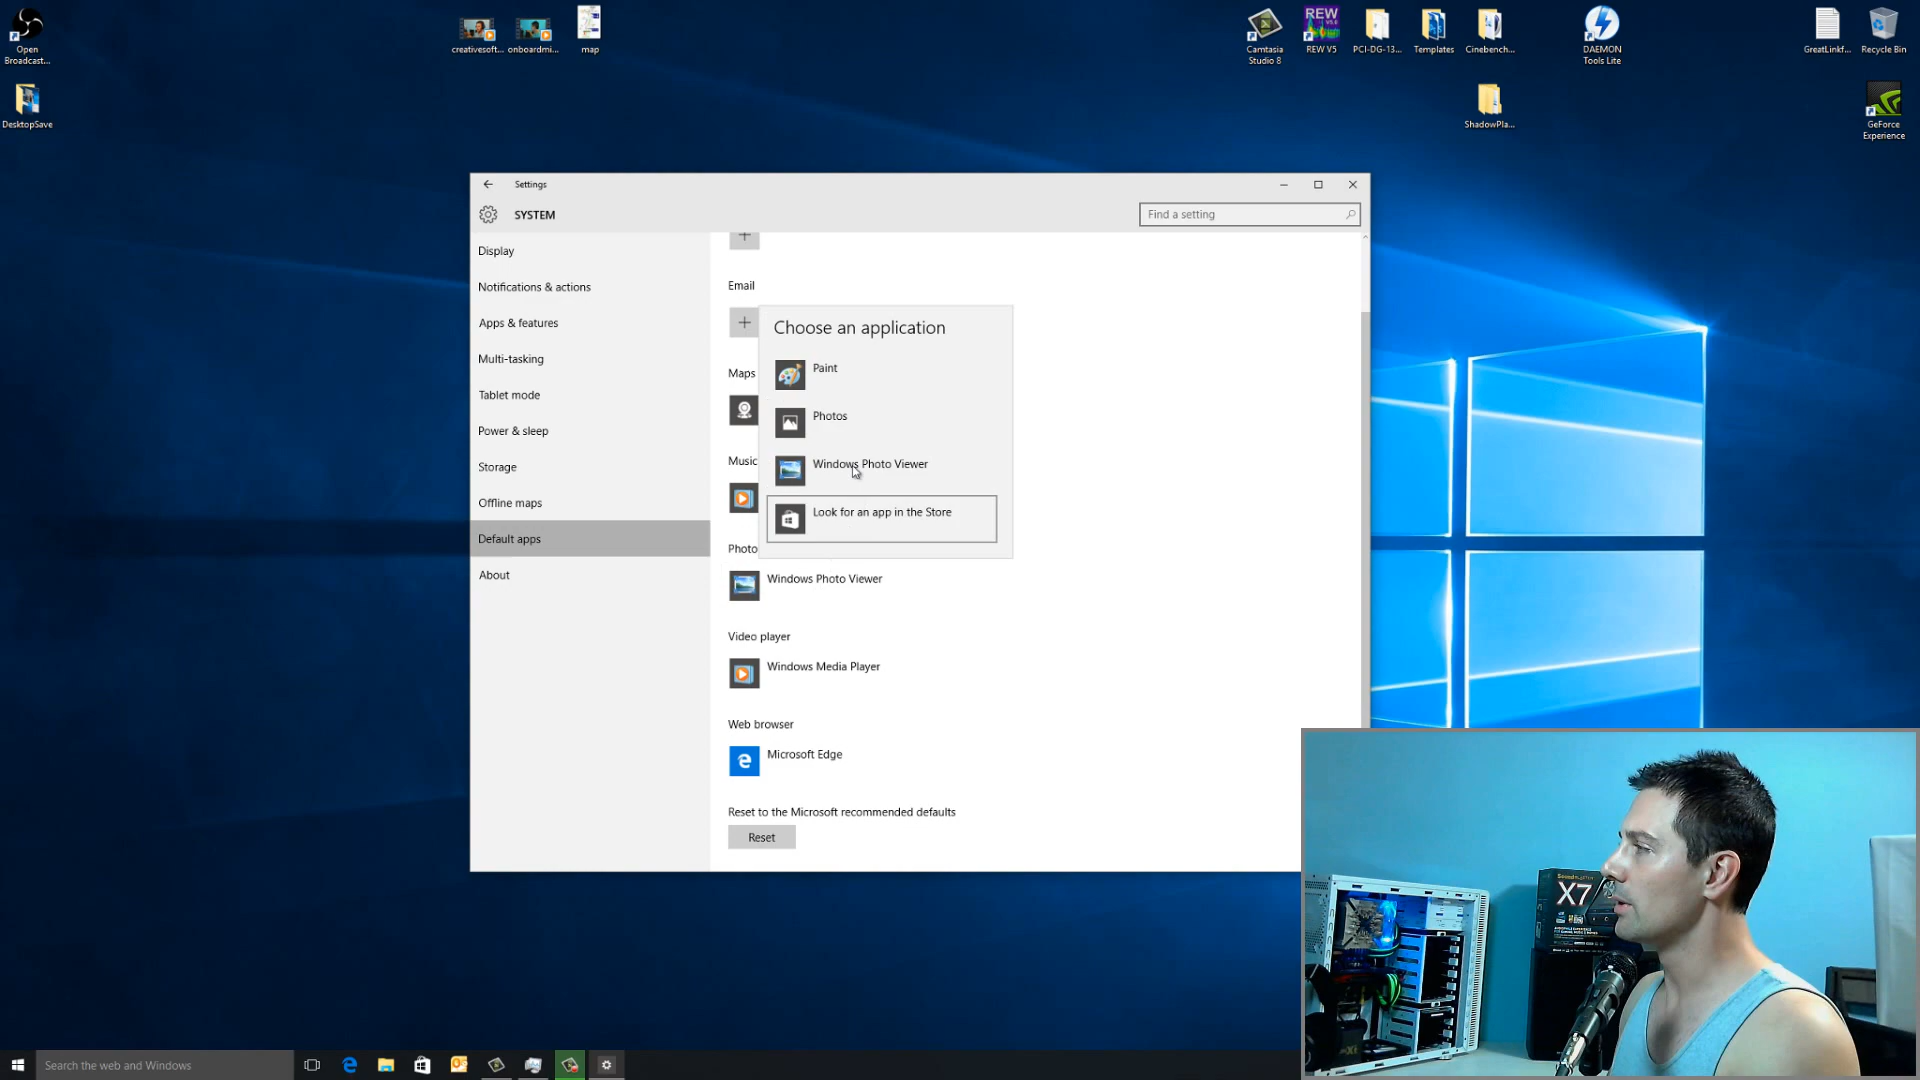 Open
Broadcast...
creativesoft...
onboardmi...
map
Camtasia
Studio 8
REW
REW V5
PCI-DG-13...
Templates
Cinebench...
DAEMON
Tools Lite
GreatLinkf...
Recycle Bin
DesktopSave
ShadowPla...
GeForce
Experience
Settings
SYSTEM
Find a setting
Display
Notifications & actions
Apps & features
Multi-tasking
Tablet mode
Power & sleep
Storage
Offline maps
Default apps
About
Email
Choose an application
Paint
Maps
Photos
Music
Windows Photo Viewer
Look for an app in the Store
Photo
Windows Photo Viewer
Video player
Windows Media Player
Web browser
Microsoft Edge
Reset to the Microsoft recommended defaults
Reset
X7
Search the web and Windows